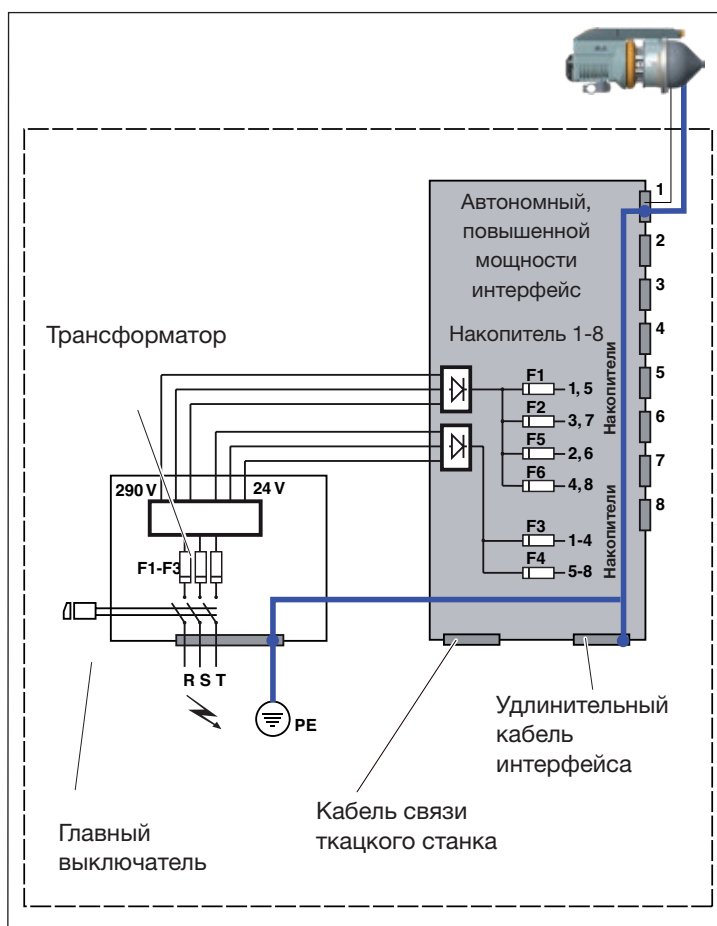 Автономный,
повышенной
мощности
интерфейс
Накопитель 1-8
1
2
3
4
5
6
7
8
Накопители
Накопители
Трансформатор
F1
1, 5
F2
3, 7
F5
2, 6
F6
4, 8
F3
1-4
F4
5-8
290 V
24 V
F1-F3
R S T
PE
Удлинительный
кабель
интерфейса
Кабель связи
ткацкого станка
Главный
выключатель